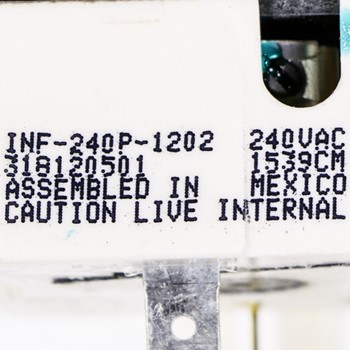 INF-240P-1202 240VAC
318120501 1539CM
ASSEMBLED IN MEXICO
CAUTION LIVE INTERNAL